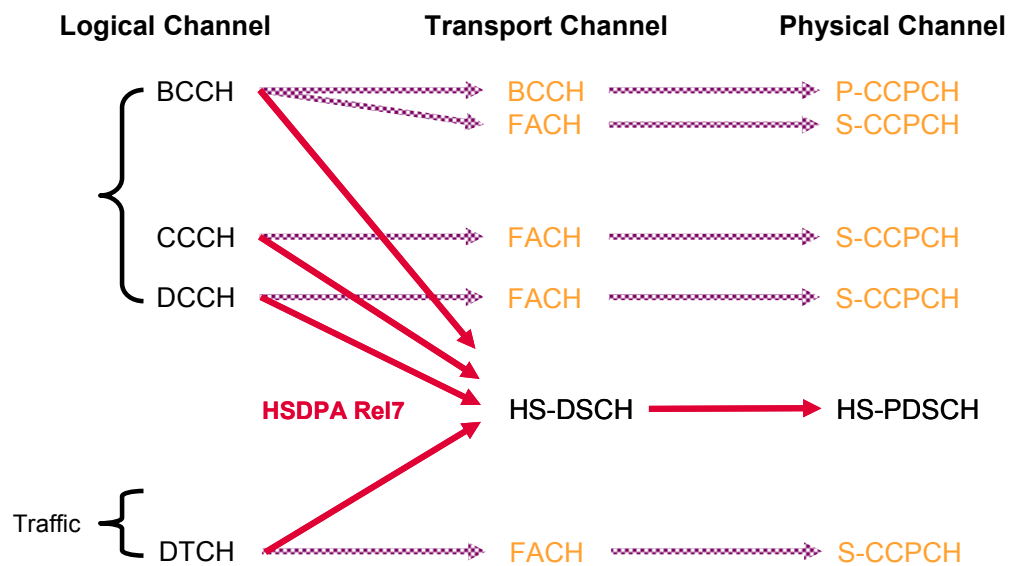 Logical Channel Transport Channel Physical Channel
BCCH BCCH P-CCPCH
FACH S-CCPCH
CCCH FACH S-CCPCH
DCCH FACH S-CCPCH
HSDPA Rel7 HS-DSCH HS-PDSCH
Traffic
DTCH FACH S-CCPCH